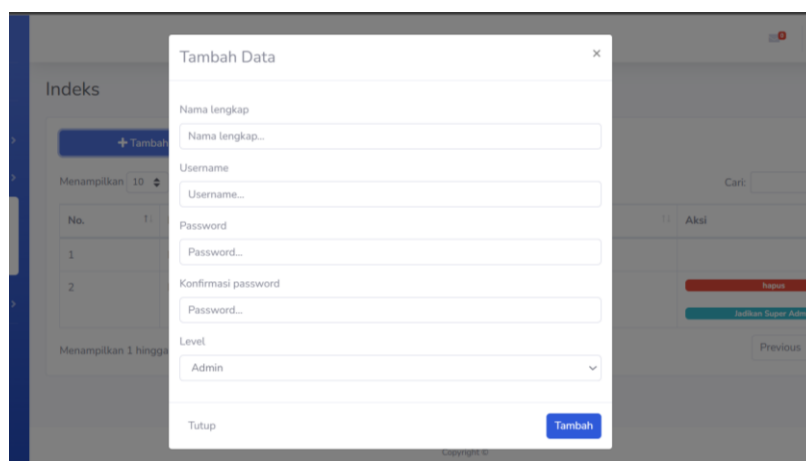 0
Tambah Data ×
Indeks
Nama lengkap
Nama lengkap...
+ Tambah
Username
Menampilkan 10
Cari:
Username...
No.
Password
Aksi
1
Password...
2
Konfirmasi password
hapus
Password...
Jadikan Super Adm
Level
Menampilkan 1 hingga
Previous
Admin
Tutup
Tambah
Copyright ©